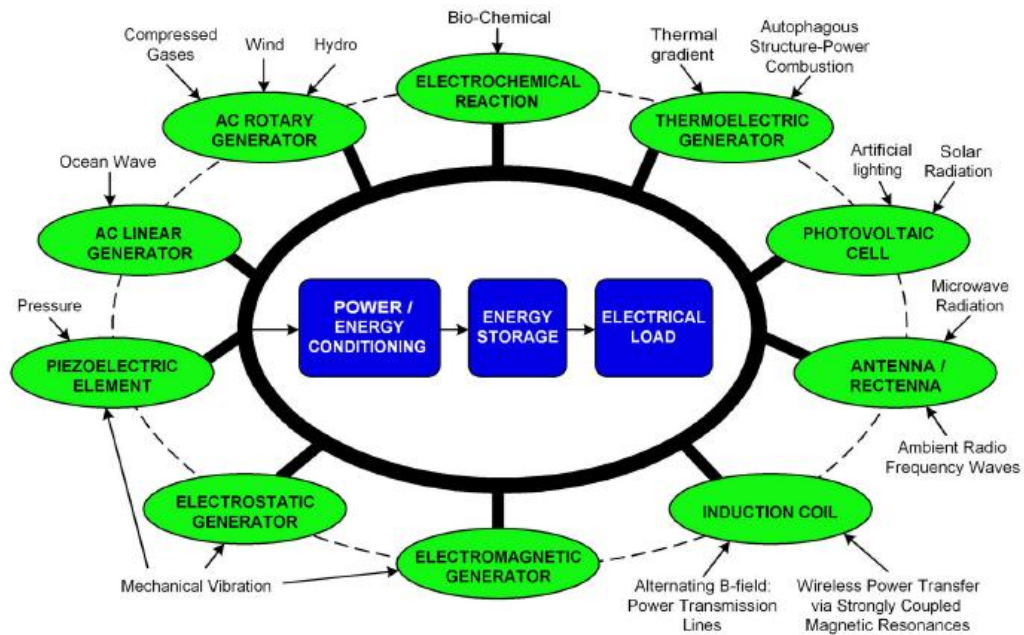 Bio-Chemical
Compressed
Gases
Wind
Hydro
Thermal
gradient
Autophagous
Structure-Power
Combustion
ELECTROCHEMICAL
REACTION
AC ROTARY
GENERATOR
THERMOELECTRIC
GENERATOR
Ocean Wave
Artificial
lighting
Solar
Radiation
AC LINEAR
GENERATOR
PHOTOVOLTAIC
CELL
Pressure
Microwave
Radiation
POWER /
ENERGY
CONDITIONING
ENERGY
STORAGE
ELECTRICAL
LOAD
PIEZOELECTRIC
ELEMENT
ANTENNA /
RECTENNA
Ambient Radio
Frequency Waves
ELECTROSTATIC
GENERATOR
INDUCTION COIL
ELECTROMAGNETIC
GENERATOR
Mechanical Vibration
Alternating B-field:
Power Transmission
Lines
Wireless Power Transfer
via Strongly Coupled
Magnetic Resonances